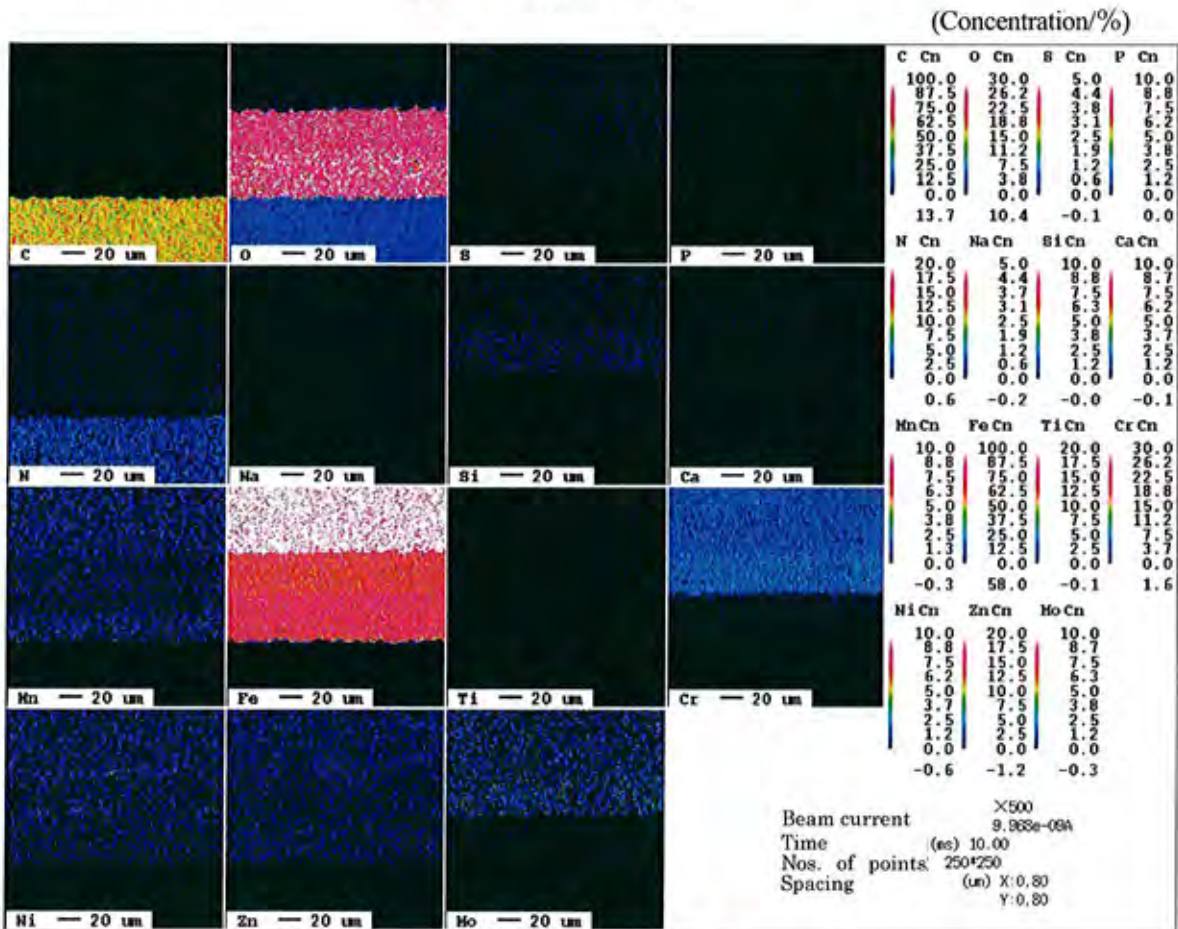 (Concentration/%)
C Cn O Cn S Cn P Cn
100.0 30.0 5.0 10.0
87.5 26.2 4.4 8.8
75.0 22.5 3.8 7.5
62.5 18.8 3.1 6.2
50.0 15.0 2.5 5.0
37.5 11.2 1.9 3.8
25.0 7.5 1.2 2.5
12.5 3.8 0.6 1.2
0.0 0.0 0.0 0.0
13.7 10.4 -0.1 0.0
C 20 um O 20 um S 20 um P 20 um
N Cn Na Cn Si Cn Ca Cn
20.0 5.0 10.0 10.0
17.5 4.4 8.8 8.7
15.0 3.7 7.5 7.5
12.5 3.1 6.3 6.2
10.0 2.5 5.0 5.0
7.5 1.9 3.8 3.7
5.0 1.2 2.5 2.5
2.5 0.6 1.2 1.2
0.0 0.0 0.0 0.0
0.6 -0.2 -0.0 -0.1
N 20 um Na 20 um Si 20 um Ca 20 um
Mn Cn Fe Cn Ti Cn Cr Cn
10.0 100.0 20.0 30.0
8.8 87.5 17.5 26.2
7.5 75.0 15.0 22.5
6.3 62.5 12.5 18.8
5.0 50.0 10.0 15.0
3.8 37.5 7.5 11.2
2.5 25.0 5.0 7.5
1.3 12.5 2.5 3.7
0.0 0.0 0.0 0.0
-0.3 58.0 -0.1 1.6
Mn 20 um Fe 20 um Ti 20 um Cr 20 um
Ni Cn Zn Cn Mo Cn
10.0 20.0 10.0
8.8 17.5 8.7
7.5 15.0 7.5
6.2 12.5 6.3
5.0 10.0 5.0
3.7 7.5 3.8
2.5 5.0 2.5
1.2 2.5 1.2
0.0 0.0 0.0
-0.6 -1.2 -0.3
×500
Beam current 9.968e-09A
Time (ms) 10.00
Nos. of points 250*250
Spacing (um) X:0.80
Y:0.80
Ni 20 um Zn 20 um Mo 20 um